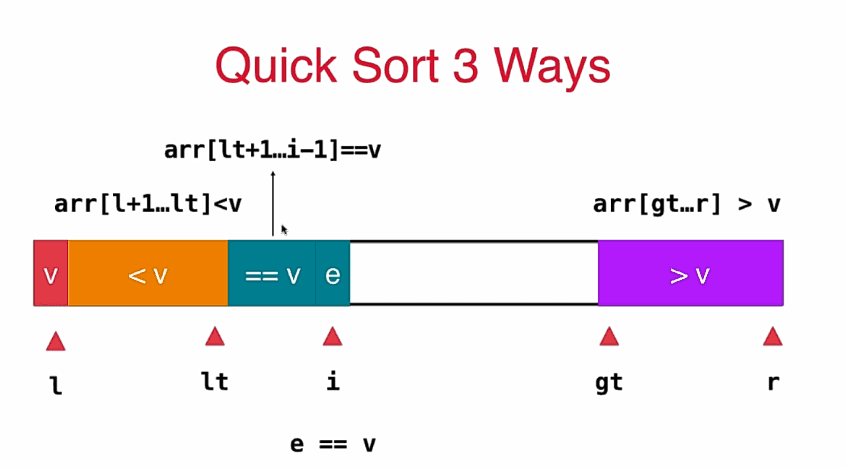 Quick Sort 3 Ways
arr[lt+1…i-1]==v
arr[l+1…lt]<v
arr[gt…r] > v
v
< v
== v
e
> v
l
lt
i
gt
r
e == v